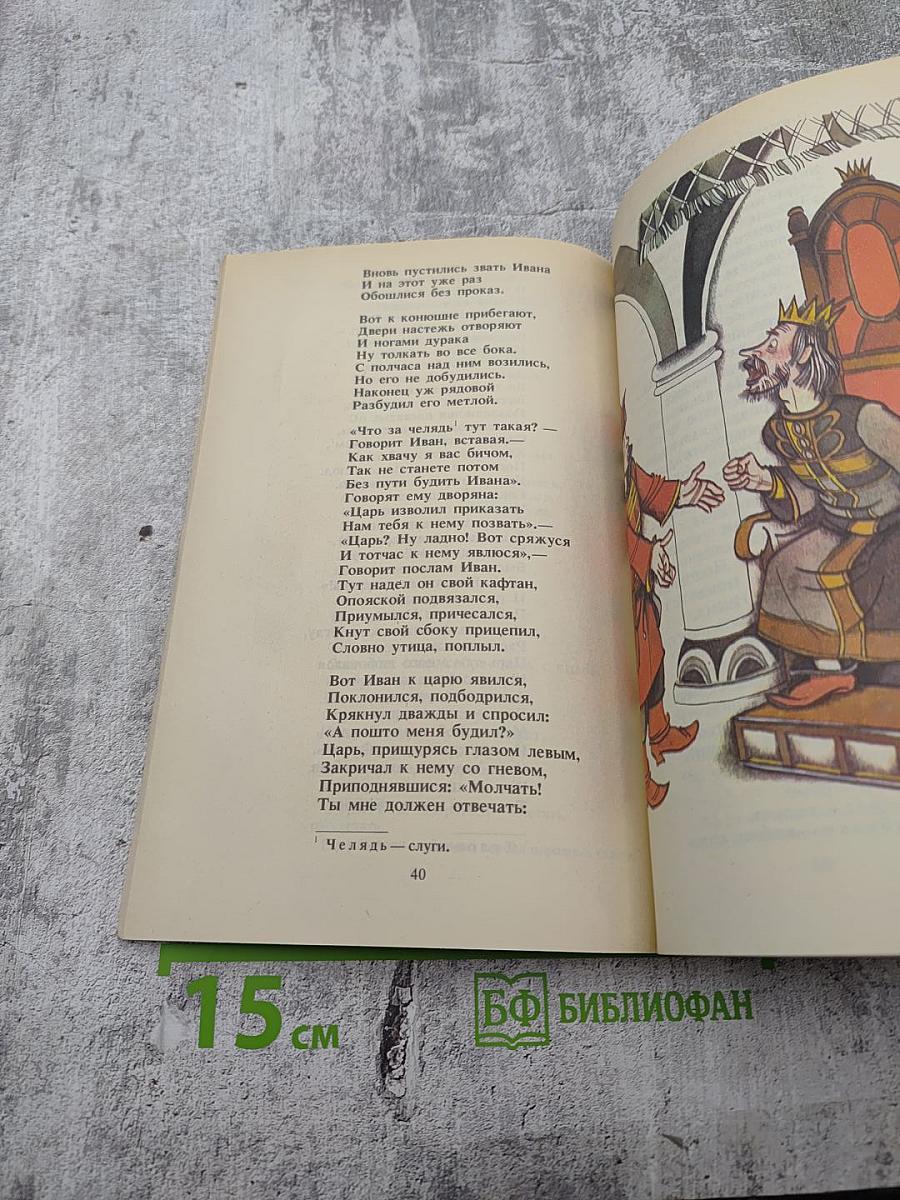 Вновь пустились звать Ивана
И на этот уже раз
Обошлися без проказ.
Вот к конюшне прибегают,
Двери настежь отворяют
И ногами дурака
Ну толкать во все бока.
С полчаса над ним возились,
Но его не добудились.
Наконец уж рядовой
Разбудил его метлой.
«Что за челядь¹ тут такая? —
Говорит Иван, вставая.—
Как хвачу я вас бичом,
Так не станете потом
Без пути будить Ивана».
Говорят ему дворяна:
«Царь изволил приказать
Нам тебя к нему позвать».—
«Царь? Ну ладно! Вот сряжуся
И тотчас к нему явлюся»,—
Говорит послам Иван.
Тут надел он свой кафтан,
Опояской подвязался,
Приумылся, причесался,
Кнут свой сбоку прицепил,
Словно утица, поплыл.
Вот Иван к царю явился,
Поклонился, подбодрился,
Крякнул дважды и спросил:
«А пошто меня будил?»
Царь, прищурясь глазом левым,
Закричал к нему со гневом,
Приподнявшися: «Молчать!
Ты мне должен отвечать:
¹ Челядь — слуги.
40
15 см
БФ БИБЛИОФАН